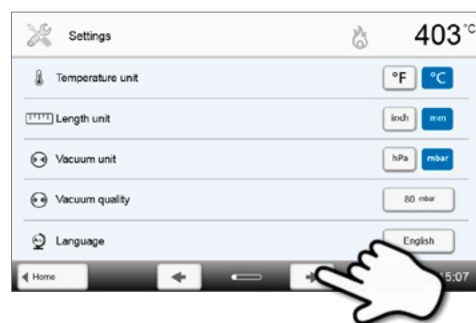 Settings 403 °C
Temperature unit °F °C
Length unit inch mm
Vacuum unit hPa mbar
Vacuum quality 80 mbar
Language English
Home 15:07